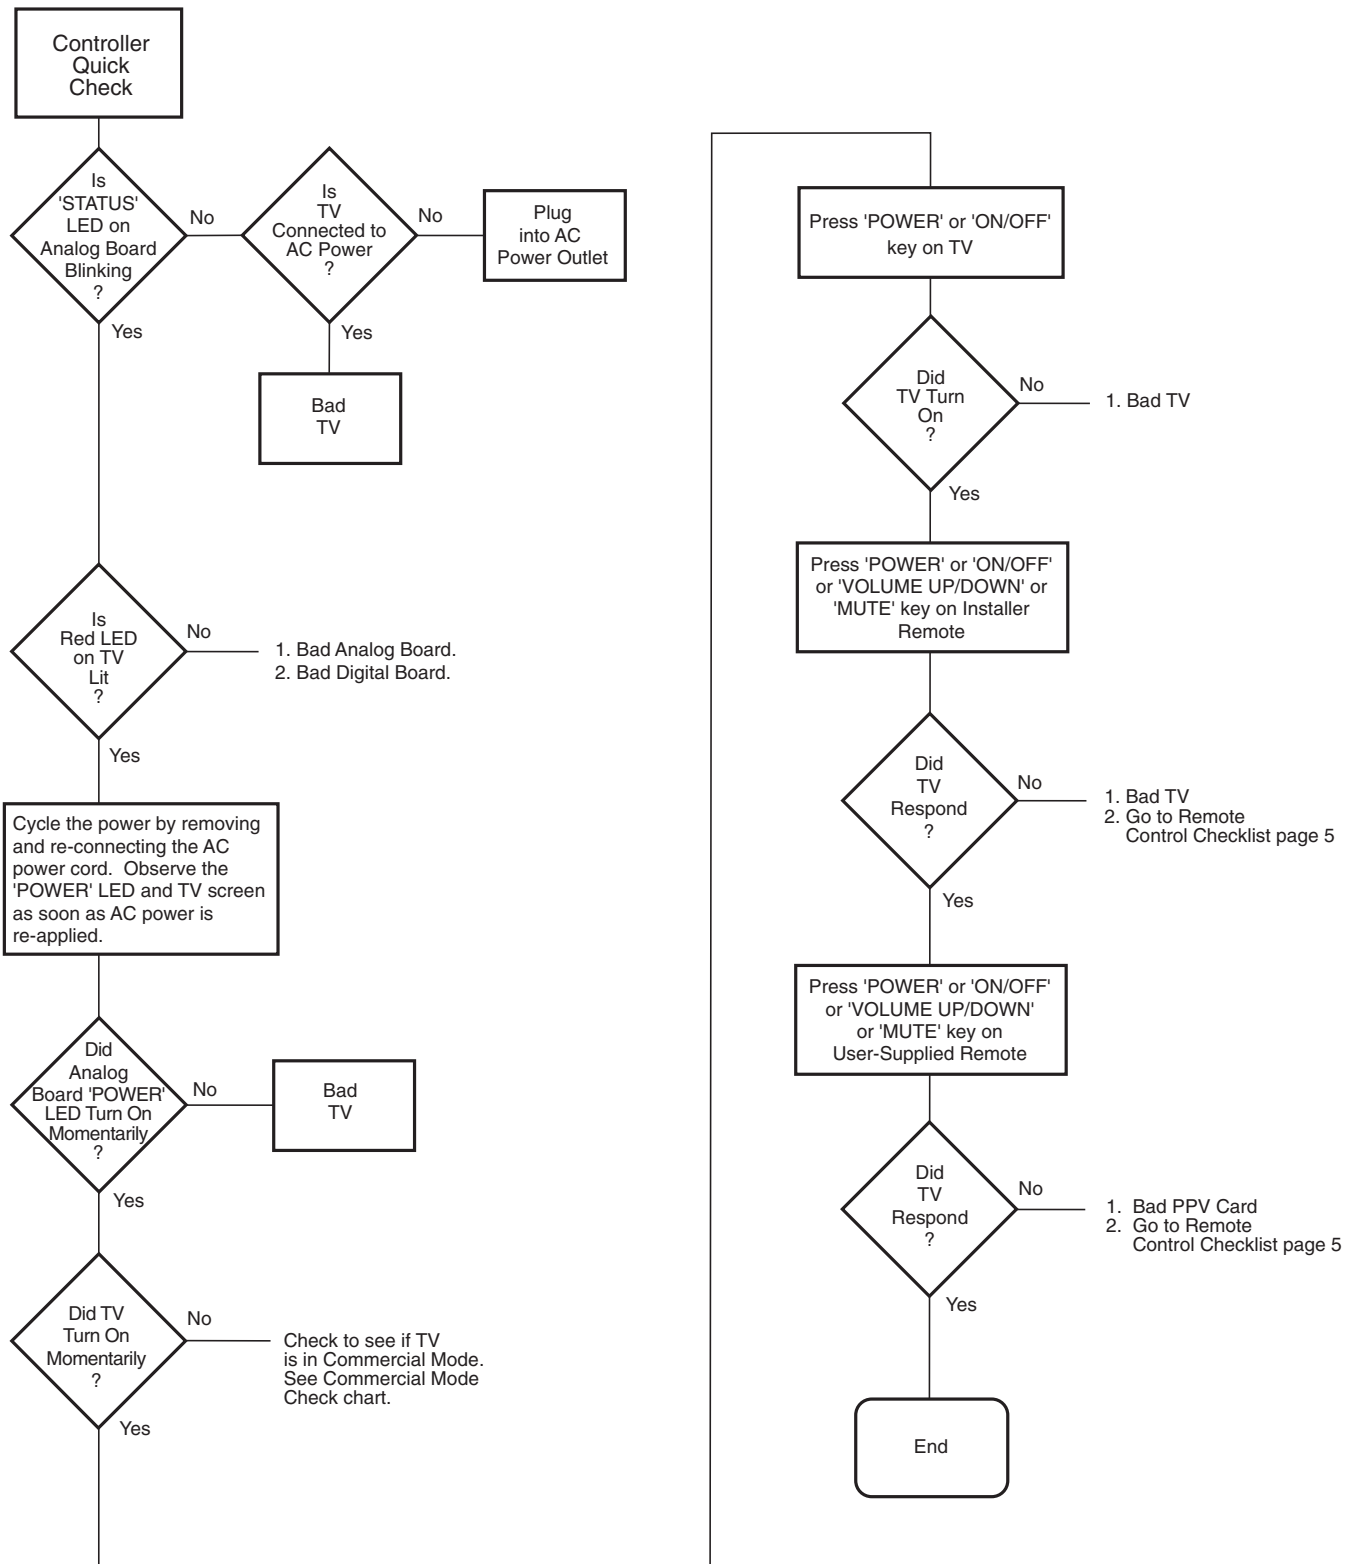 Controller
Quick
Check
Is
'STATUS'
LED on
Analog Board
Blinking
?
No
Is
TV
Connected to
AC Power
?
No
Plug
into AC
Power Outlet
Yes
Yes
Bad
TV
Is
Red LED
on TV
Lit
?
No
1. Bad Analog Board.
2. Bad Digital Board.
Yes
Cycle the power by removing
and re-connecting the AC
power cord. Observe the
'POWER' LED and TV screen
as soon as AC power is
re-applied.
Did
Analog
Board 'POWER'
LED Turn On
Momentarily
?
No
Bad
TV
Yes
Did TV
Turn On
Momentarily
?
No
Check to see if TV
is in Commercial Mode.
See Commercial Mode
Check chart.
Yes
Press 'POWER' or 'ON/OFF'
key on TV
Did
TV Turn
On
?
No
1. Bad TV
Yes
Press 'POWER' or 'ON/OFF'
or 'VOLUME UP/DOWN' or
'MUTE' key on Installer
Remote
Did
TV
Respond
?
No
1. Bad TV
2. Go to Remote
Control Checklist page 5
Yes
Press 'POWER' or 'ON/OFF'
or 'VOLUME UP/DOWN'
or 'MUTE' key on
User-Supplied Remote
Did
TV
Respond
?
No
1. Bad PPV Card
2. Go to Remote
Control Checklist page 5
Yes
End